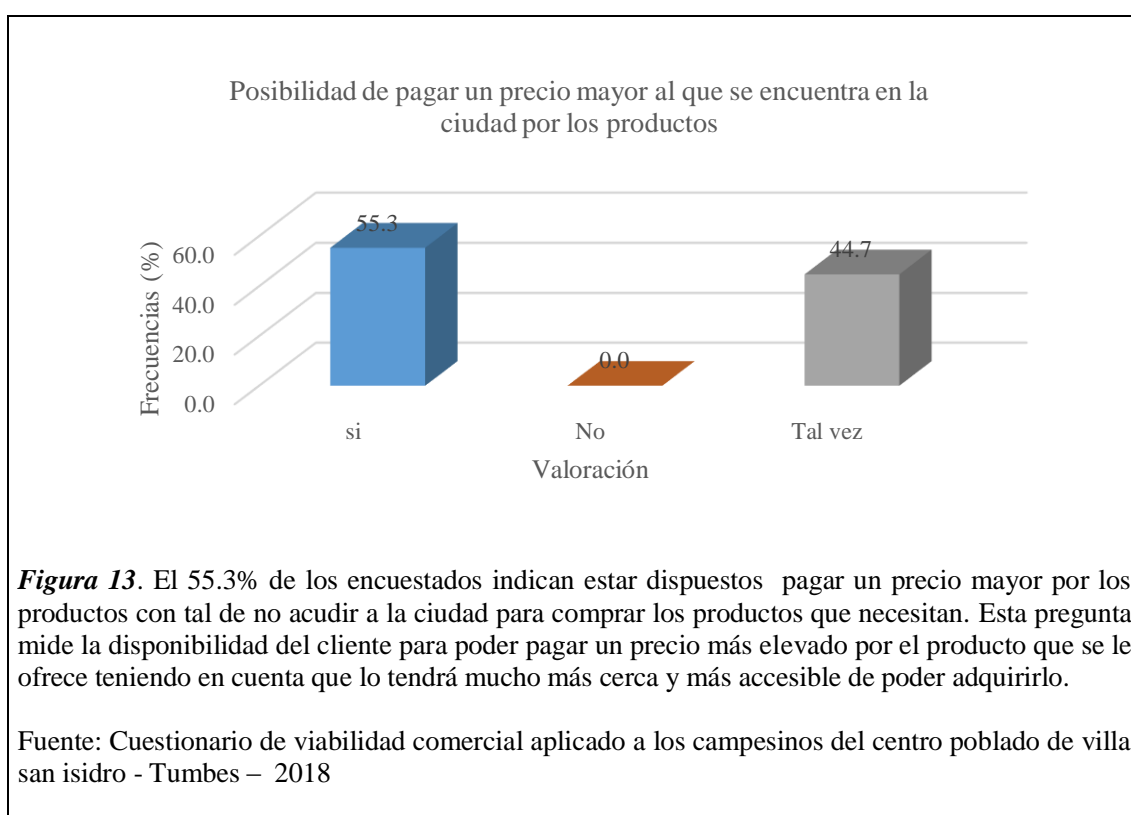 Posibilidad de pagar un precio mayor al que se encuentra en la
ciudad por los productos
Frecuencias (%)
60.0
40.0
20.0
0.0
55.3
0.0
44.7
si
No
Tal vez
Valoración
Figura 13. El 55.3% de los encuestados indican estar dispuestos pagar un precio mayor por los
productos con tal de no acudir a la ciudad para comprar los productos que necesitan. Esta pregunta
mide la disponibilidad del cliente para poder pagar un precio más elevado por el producto que se le
ofrece teniendo en cuenta que lo tendrá mucho más cerca y más accesible de poder adquirirlo.
Fuente: Cuestionario de viabilidad comercial aplicado a los campesinos del centro poblado de villa
san isidro - Tumbes – 2018